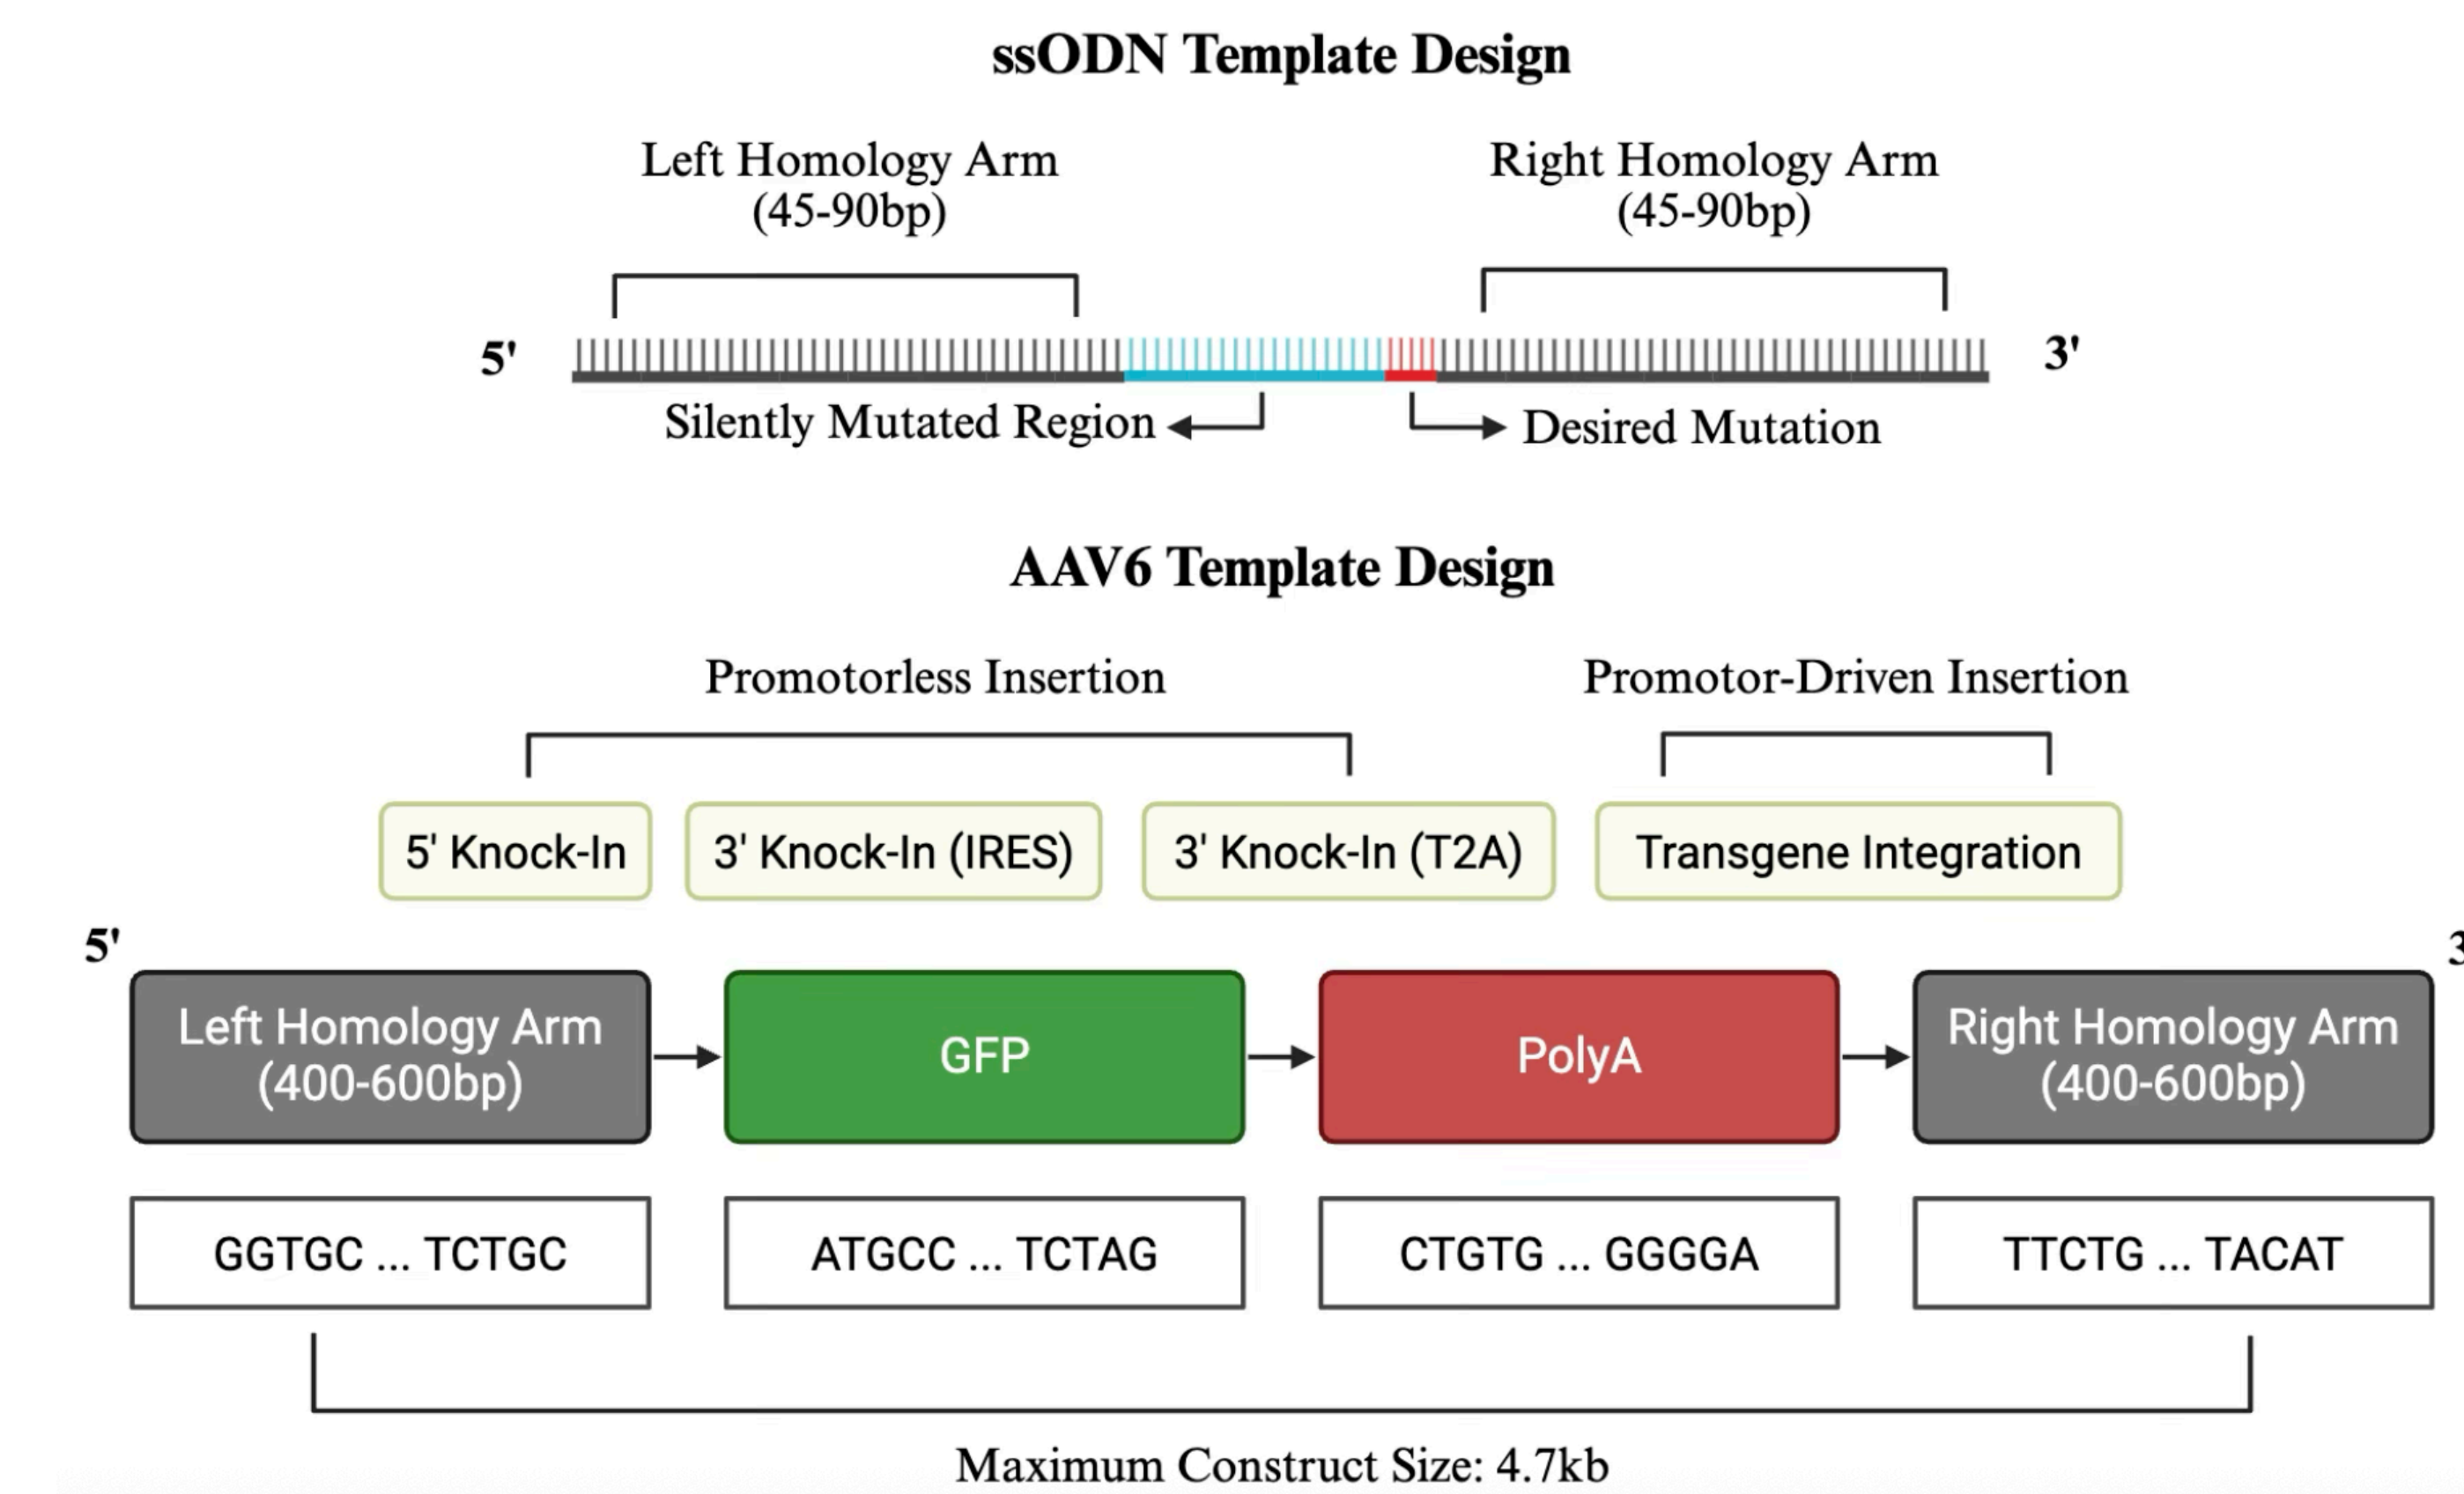 ssODN Template Design
Left Homology Arm
(45-90bp)
Right Homology Arm
(45-90bp)
5'
3'
Silently Mutated Region
Desired Mutation
AAV6 Template Design
Promotorless Insertion
Promotor-Driven Insertion
5' Knock-In
3' Knock-In (IRES)
3' Knock-In (T2A)
Transgene Integration
5'
3
Left Homology Arm
(400-600bp)
GFP
PolyA
Right Homology Arm
(400-600bp)
GGTGC ... TCTGC
ATGCC ... TCTAG
CTGTG ... GGGGA
TTCTG ... TACAT
Maximum Construct Size: 4.7kb